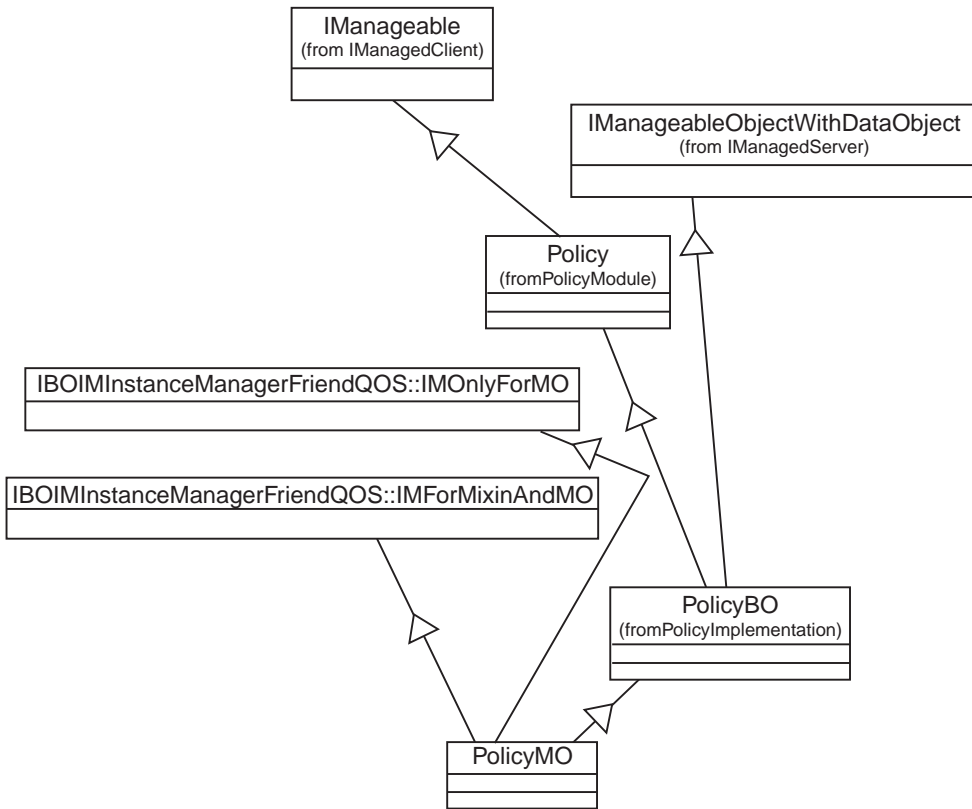 IManageable
(from IManagedClient)
IManageableObjectWithDataObject
(from IManagedServer)
Policy
(fromPolicyModule)
IBOIMInstanceManagerFriendQOS::IMOnlyForMO
IBOIMInstanceManagerFriendQOS::IMForMixinAndMO
PolicyBO
(fromPolicyImplementation)
PolicyMO